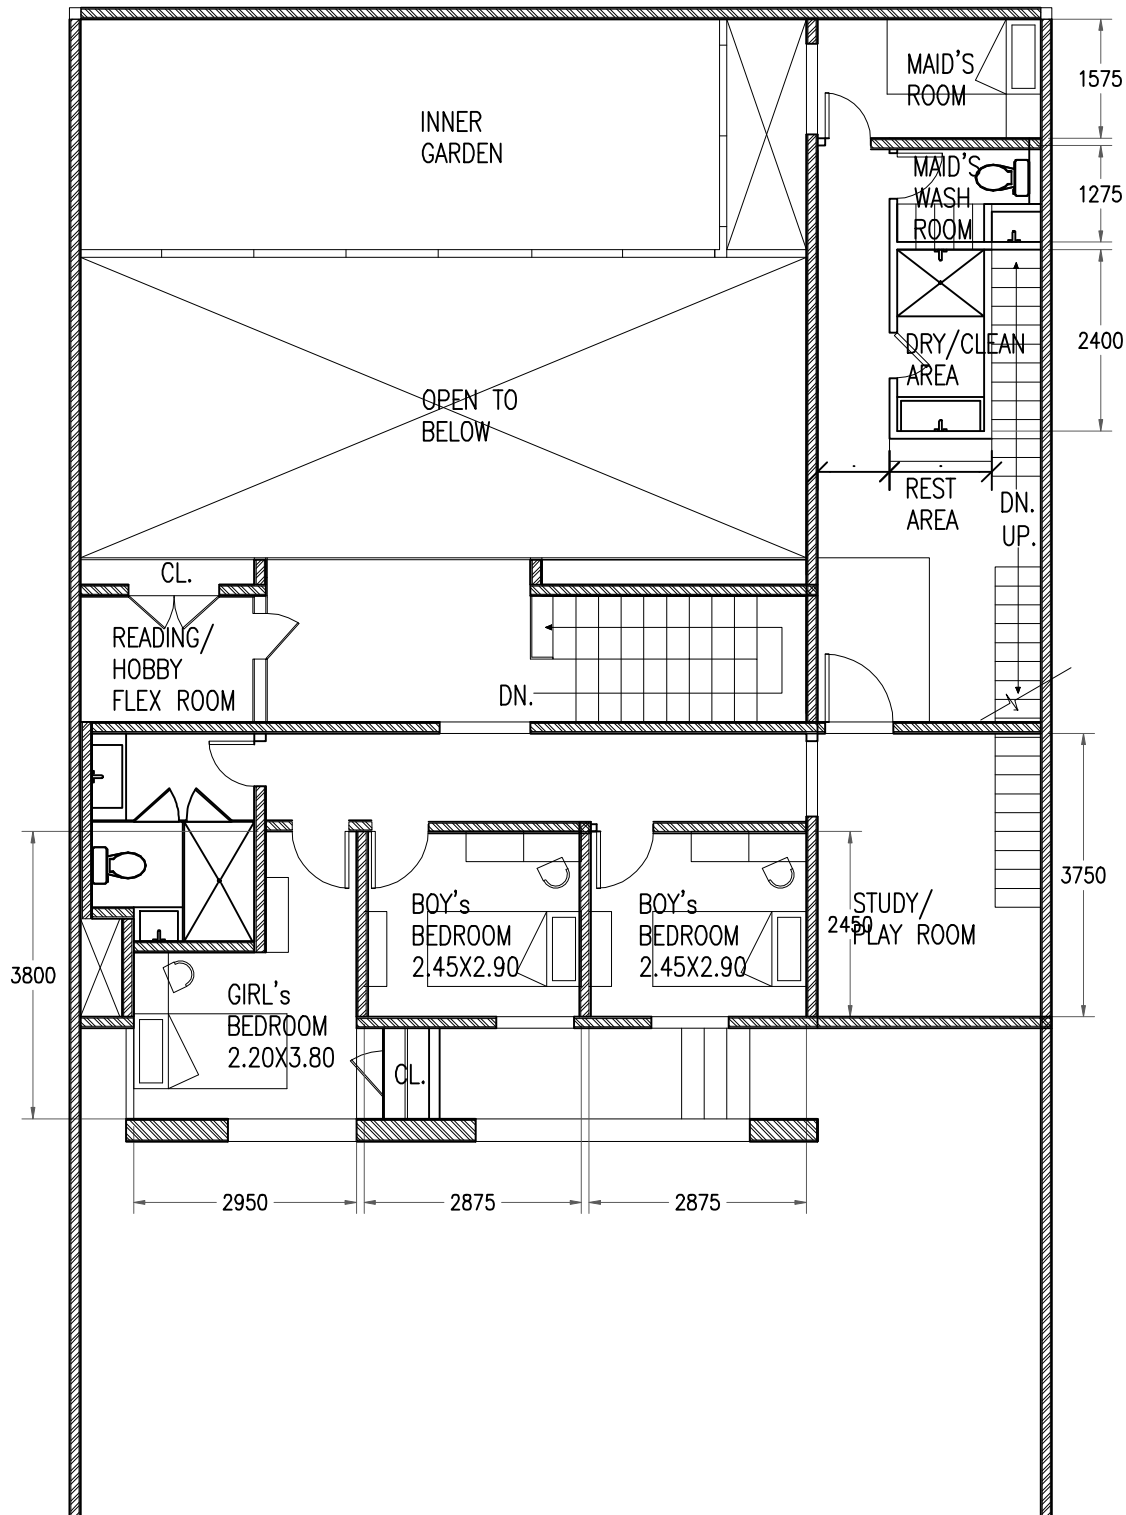 MAID'S
ROOM
1575
INNER
GARDEN
MAID'S
WASH
ROOM
1275
2400
DRY/CLEAN
AREA
OPEN TO
BELOW
REST
AREA
DN.
UP.
CL.
READING/
HOBBY
FLEX ROOM
DN.
3750
BOY's
BEDROOM
2.45X2.90
BOY's
BEDROOM
2.45X2.90
2450
STUDY/
PLAY ROOM
3800
GIRL's
BEDROOM
2.20X3.80
CL.
2950
2875
2875